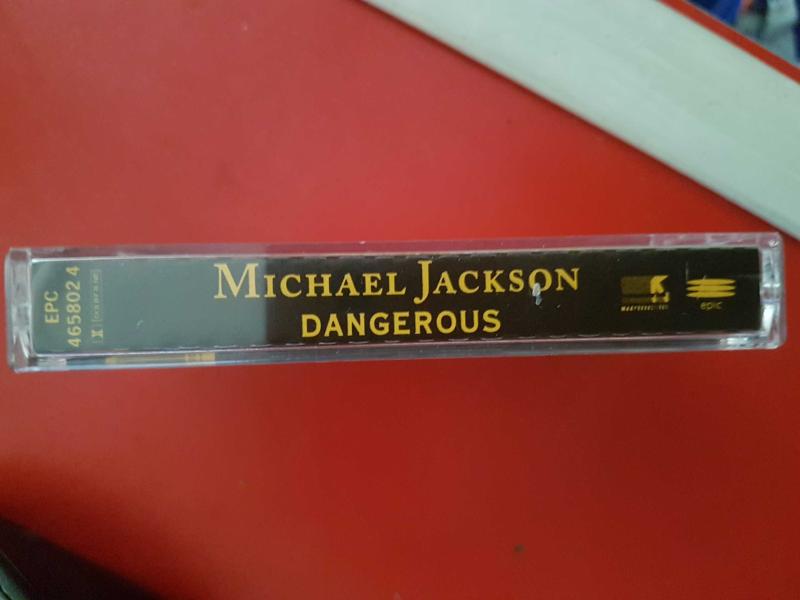 EPC
465802 4
MICHAEL JACKSON
DANGEROUS
epic